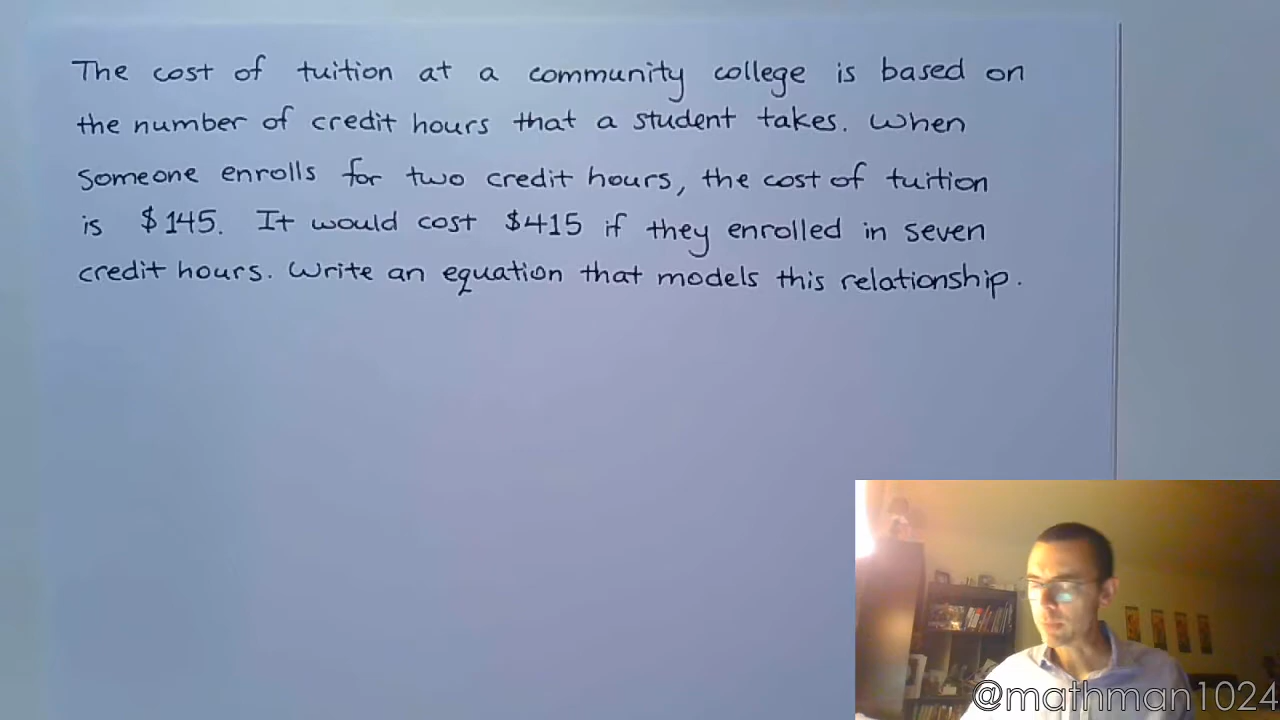 The cost of tuition at a community college is based on
the number of credit hours that a student takes. When
someone enrolls for two credit hours, the cost of tuition
is $145. It would cost $415 if they enrolled in seven
credit hours. Write an equation that models this relationship.
@mathman1024